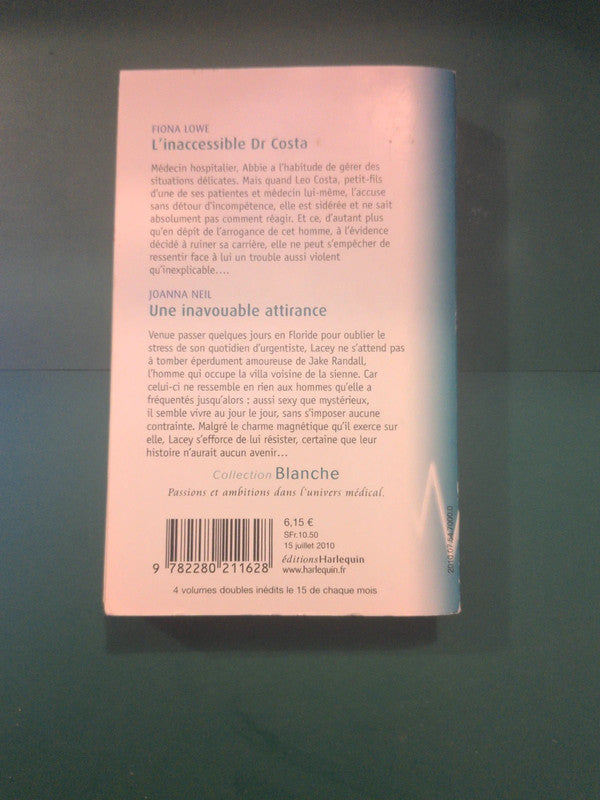 FIONA LOWE
L'inaccessible Dr Costa
Médecin hospitalier, Abbie a l'habitude de gérer des
situations délicates. Mais quand Leo Costa, petit-fils
d'une de ses patientes et médecin lui-même, l'accuse
sans détour d'incompétence, elle est sidérée et ne sait
absolument pas comment réagir. Et ce, d'autant plus
qu'en dépit de l'arrogance de cet homme, à l'évidence
décidé à ruiner sa carrière, elle ne peut s'empêcher de
ressentir face à lui un trouble aussi violent
qu'inexplicable....
JOANNA NEIL
Une inavouable attirance
Venue passer quelques jours en Floride pour oublier le
stress de son quotidien d'urgentiste, Lacey ne s'attend pas
à tomber éperdument amoureuse de Jake Randall,
l'homme qui occupe la villa voisine de la sienne. Car
celui-ci ne ressemble en rien aux hommes qu'elle a
fréquentés jusqu'alors : aussi sexy que mystérieux,
il semble vivre au jour le jour, sans s'imposer aucune
contrainte. Malgré le charme magnétique qu'il exerce sur
elle, Lacey s'efforce de lui résister, certaine que leur
histoire n'aurait aucun avenir...
Collection Blanche
Passions et ambitions dans l'univers médical.
6,15 €
SFr.10.50
15 juillet 2010
éditionsHarlequin
www.harlequin.fr
9 782280 211628
4 volumes doubles inédits le 15 de chaque mois